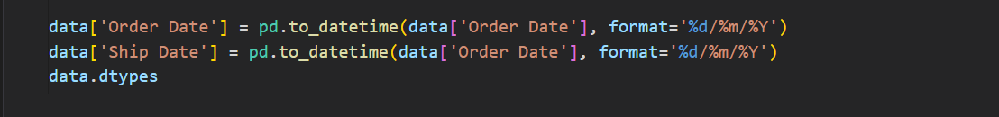 data['Order Date'] = pd.to_datetime(data['Order Date'], format='%d/%m/%Y')
data['Ship Date'] = pd.to_datetime(data['Order Date'], format='%d/%m/%Y')
data.dtypes